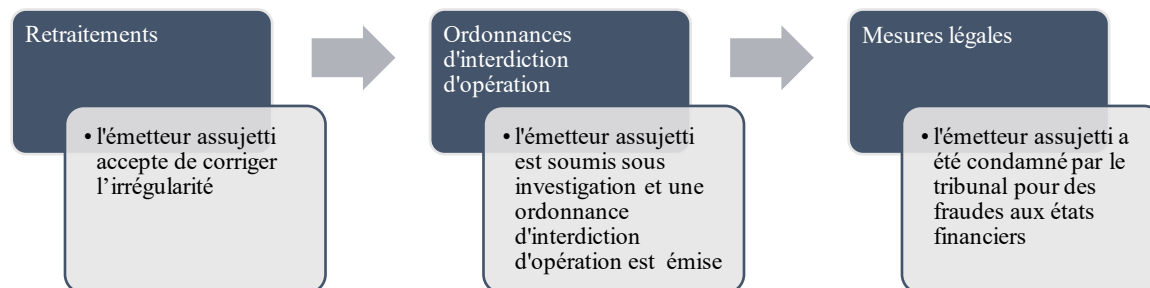 Retraitements
• l'émetteur assujetti
accepte de corriger
l’irrégularité
Ordonnances
d'interdiction
d'opération
• l'émetteur assujetti
est soumis sous
investigation et une
ordonnance
d'interdiction
d'opération est émise
Mesures légales
• l'émetteur assujetti a
été condamné par le
tribunal pour des
fraudes aux états
financiers